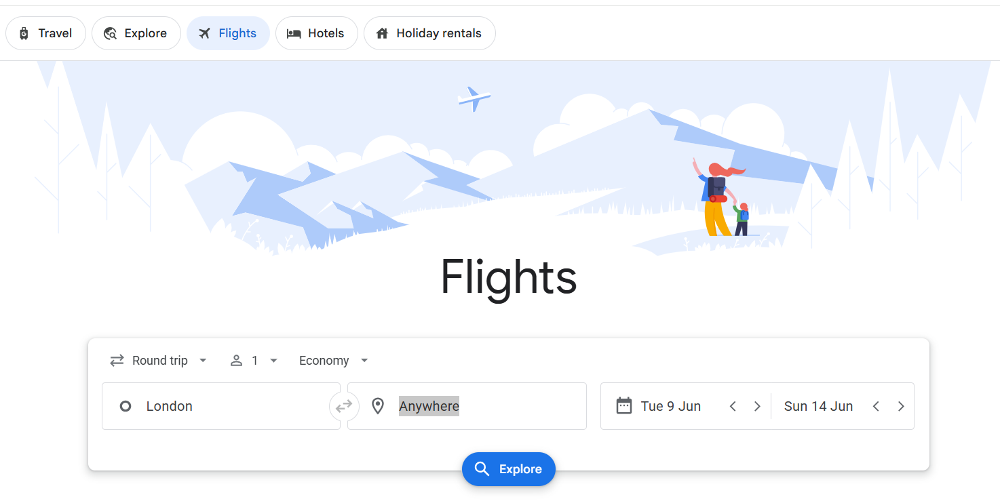 Travel Explore Flights Hotels Holiday rentals
Flights
Round trip 1 Economy
London Anywhere Tue 9 Jun Sun 14 Jun
Explore